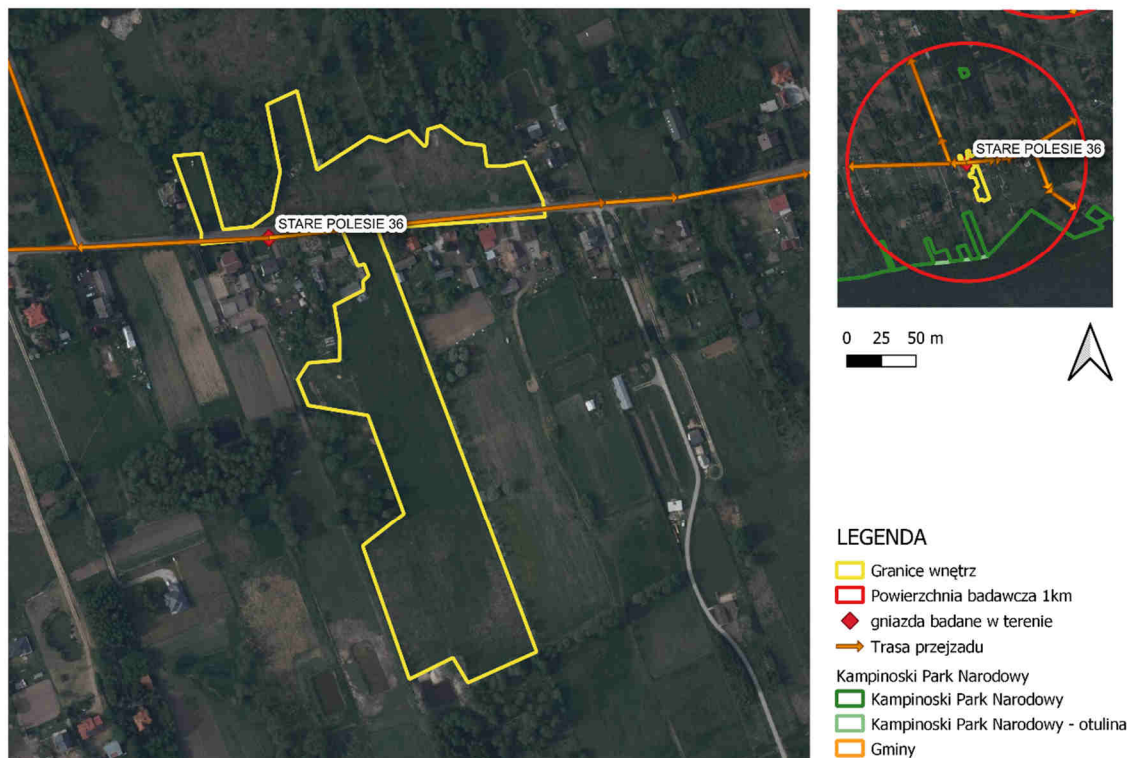 STARE POLESIE 36
STARE POLESIE 36
0 25 50 m
LEGENDA
Granice wnętrz
Powierzchnia badawcza 1km
gniazda badane w terenie
Trasa przejzadu
Kampinoski Park Narodowy
Kampinoski Park Narodowy
Kampinoski Park Narodowy - otulina
Gminy